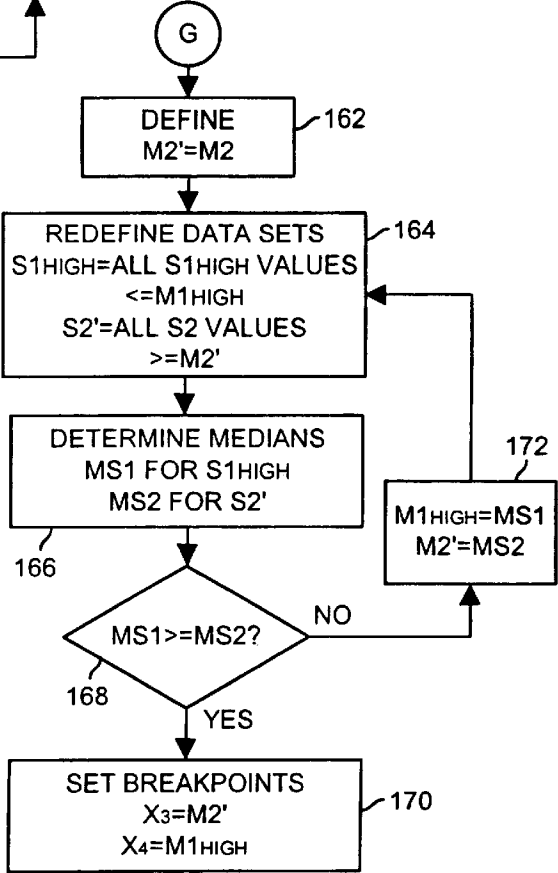 G
DEFINE
M2'=M2
162
REDEFINE DATA SETS
S1HIGH=ALL S1HIGH VALUES
<=M1HIGH
S2'=ALL S2 VALUES
>=M2'
164
DETERMINE MEDIANS
MS1 FOR S1HIGH
MS2 FOR S2'
166
172
M1HIGH=MS1
M2'=MS2
MS1>=MS2?
NO
168
YES
SET BREAKPOINTS
X3=M2'
X4=M1HIGH
170